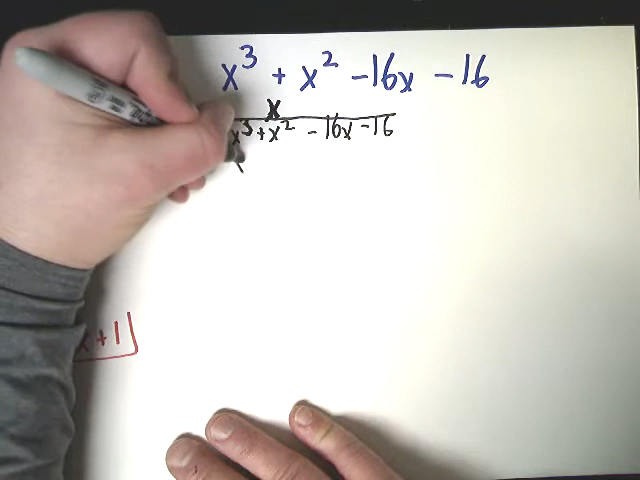 x³ + x² - 16x - 16
x
x³ + x² - 16x - 16
x + 1